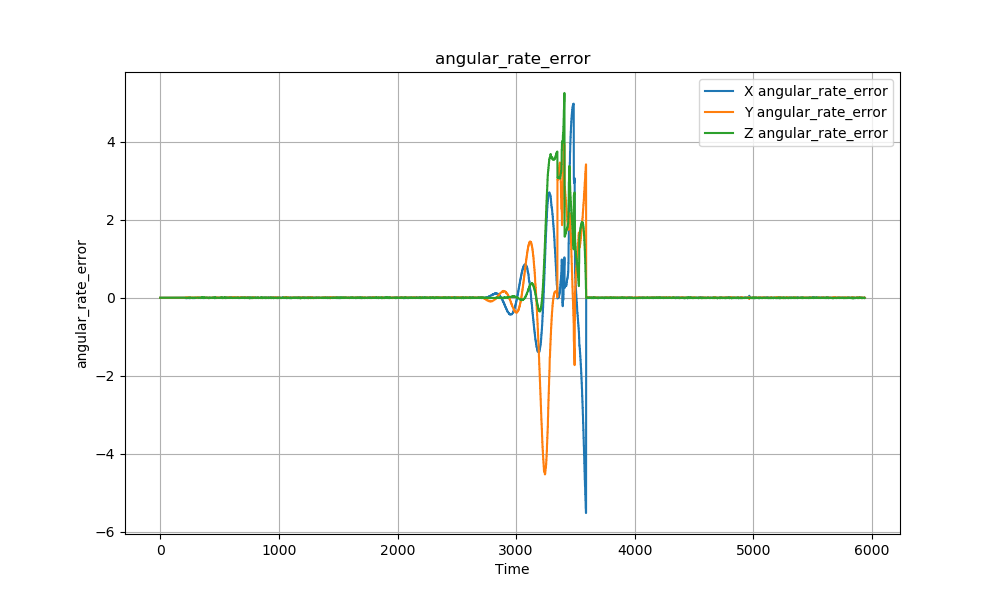 angular_rate_error
X angular_rate_error
Y angular_rate_error
Z angular_rate_error
angular_rate_error
4
2
0
−2
−4
−6
0 1000 2000 3000 4000 5000 6000
Time